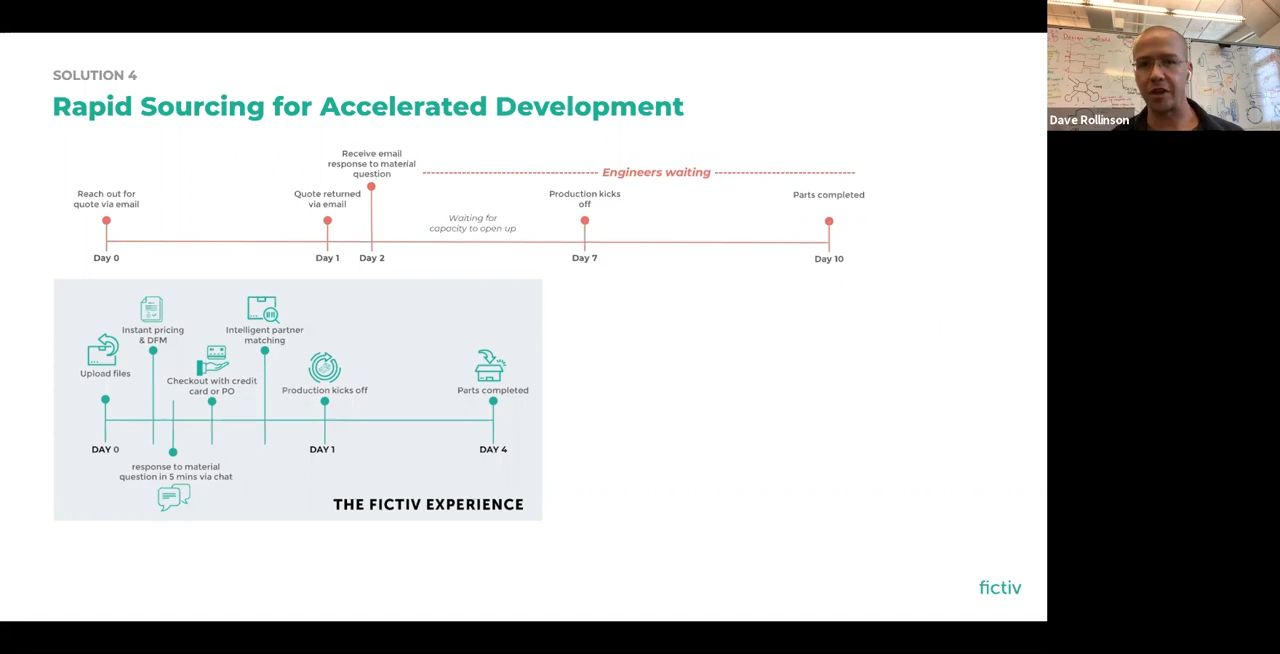 SOLUTION 4
Rapid Sourcing for Accelerated Development
Receive email
response to material
question
Engineers waiting
Reach out for
quote via email
Quote returned
via email
Production kicks
off
Parts completed
Waiting for
capacity to open up
Day 0
Day 1
Day 2
Day 7
Day 10
Instant pricing
& DFM
Intelligent partner
matching
Upload files
Checkout with credit
card or PO
Production kicks off
Parts completed
DAY 0
DAY 1
DAY 4
response to material
question in 5 mins via chat
THE FICTIV EXPERIENCE
fictiv
Dave Rollinson